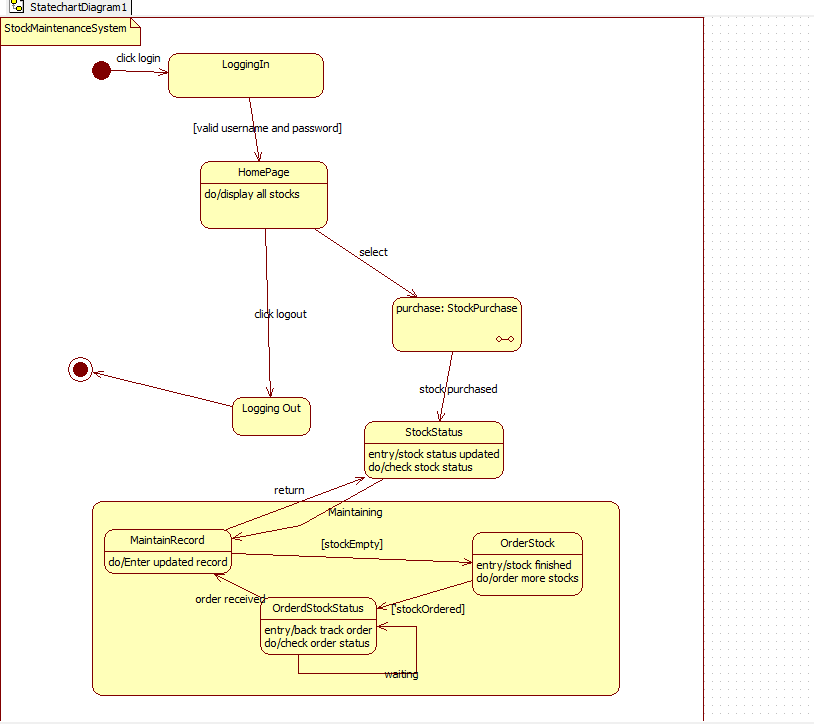 StatechartDiagram1
StockMaintenanceSystem
click login
LoggingIn
[valid username and password]
HomePage
do/display all stocks
select
click logout
purchase: StockPurchase
stock purchased
Logging Out
StockStatus
entry/stock status updated
do/check stock status
return
Maintaining
MaintainRecord
do/Enter updated record
[stockEmpty]
OrderStock
entry/stock finished
do/order more stocks
order received
OrderdStockStatus
entry/back track order
do/check order status
[stockOrdered]
waiting